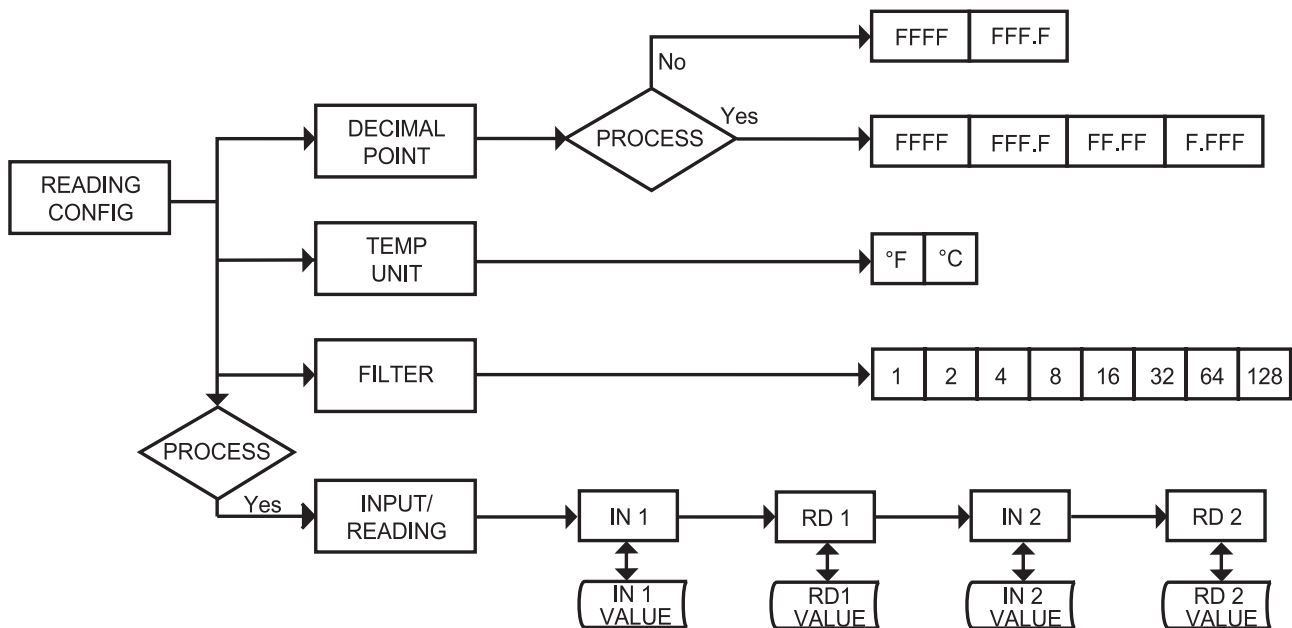 FFFF FFF.F
No
DECIMAL
POINT
PROCESS
Yes
FFFF FFF.F FF.FF F.FFF
READING
CONFIG
TEMP
UNIT
°F °C
FILTER
1 2 4 8 16 32 64 128
PROCESS
Yes
INPUT/
READING
IN 1
RD 1
IN 2
RD 2
IN 1
VALUE
RD1
VALUE
IN 2
VALUE
RD 2
VALUE